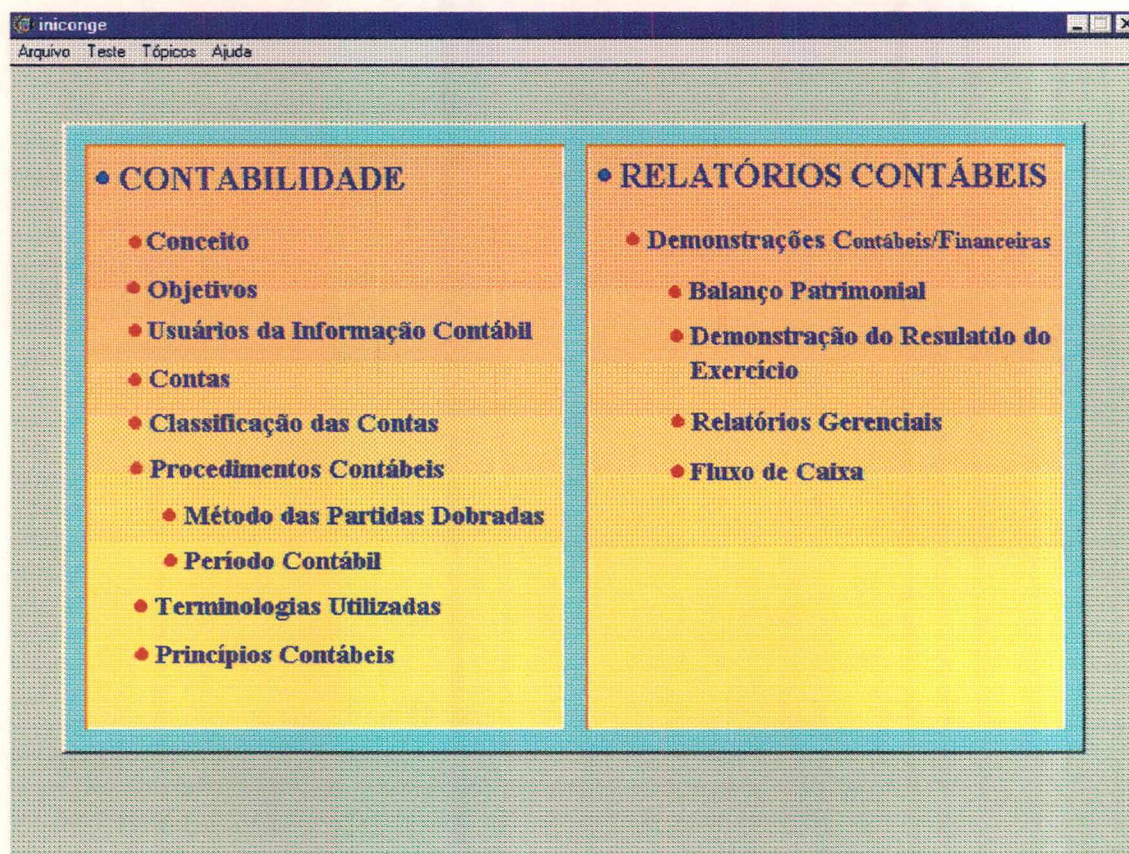 iniconge
Arquivo Teste Tópicos Ajuda
CONTABILIDADE
Conceito
Objetivos
Usuários da Informação Contábil
Contas
Classificação das Contas
Procedimentos Contábeis
Método das Partidas Dobradas
Período Contábil
Terminologias Utilizadas
Princípios Contábeis
RELATÓRIOS CONTÁBEIS
Demonstrações Contábeis/Financeiras
Balanço Patrimonial
Demonstração do Resulatdo do
Exercício
Relatórios Gerenciais
Fluxo de Caixa